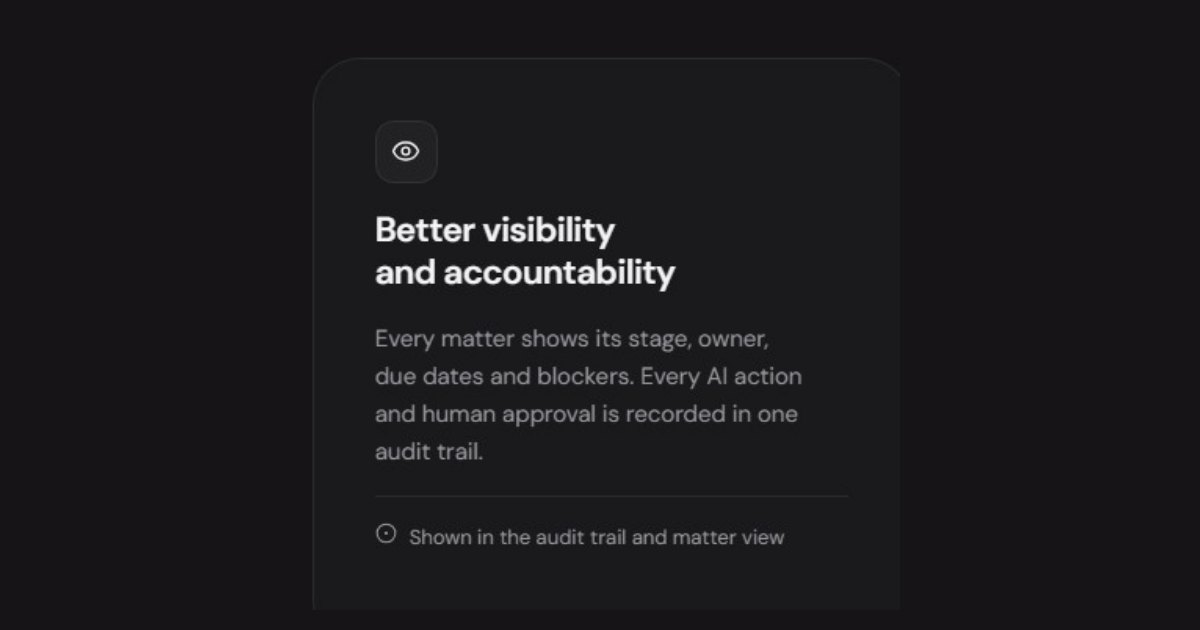 Better visibility
and accountability
Every matter shows its stage, owner,
due dates and blockers. Every AI action
and human approval is recorded in one
audit trail.
Shown in the audit trail and matter view